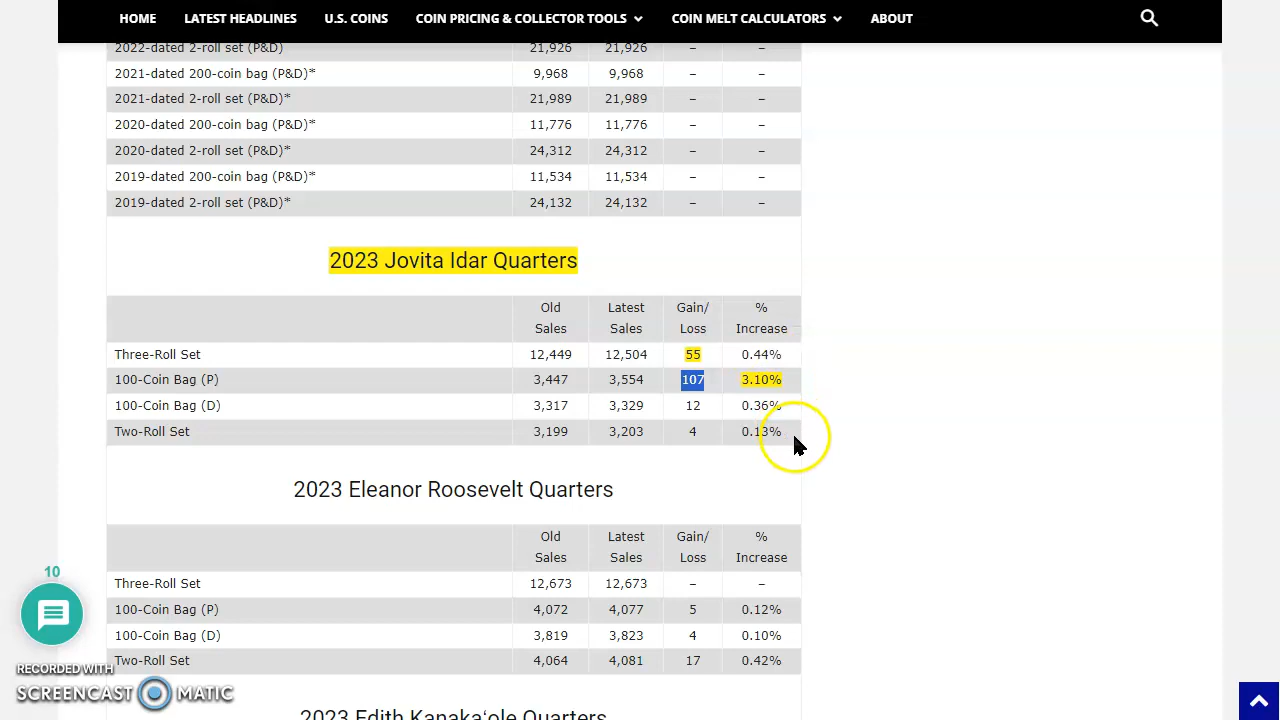 HOME LATEST HEADLINES U.S. COINS COIN PRICING & COLLECTOR TOOLS COIN MELT CALCULATORS ABOUT
2022-dated 2-roll set (P&D) 21,926 21,926 –
2021-dated 200-coin bag (P&D)* 9,968 9,968 – –
2021-dated 2-roll set (P&D)* 21,989 21,989 – –
2020-dated 200-coin bag (P&D)* 11,776 11,776 – –
2020-dated 2-roll set (P&D)* 24,312 24,312 – –
2019-dated 200-coin bag (P&D)* 11,534 11,534 – –
2019-dated 2-roll set (P&D)* 24,132 24,132 – –
2023 Jovita Idar Quarters
Old Latest Gain/ %
Sales Sales Loss Increase
Three-Roll Set 12,449 12,504 55 0.44%
100-Coin Bag (P) 3,447 3,554 107 3.10%
100-Coin Bag (D) 3,317 3,329 12 0.36%
Two-Roll Set 3,199 3,203 4 0.13%
2023 Eleanor Roosevelt Quarters
Old Latest Gain/ %
Sales Sales Loss Increase
Three-Roll Set 12,673 12,673 – –
100-Coin Bag (P) 4,072 4,077 5 0.12%
100-Coin Bag (D) 3,819 3,823 4 0.10%
Two-Roll Set 4,064 4,081 17 0.42%
2023 Edith Kanakaʻole Quarters
10
RECORDED WITH
SCREENCAST MATIC